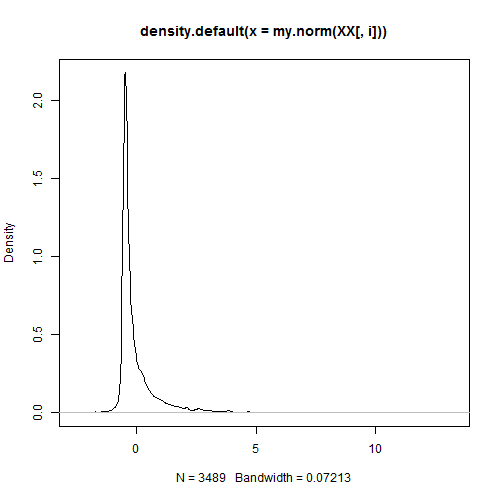 density.default(x = my.norm(XX[, i]))
Density
2.0
1.5
1.0
0.5
0.0
0 5 10
N = 3489 Bandwidth = 0.07213